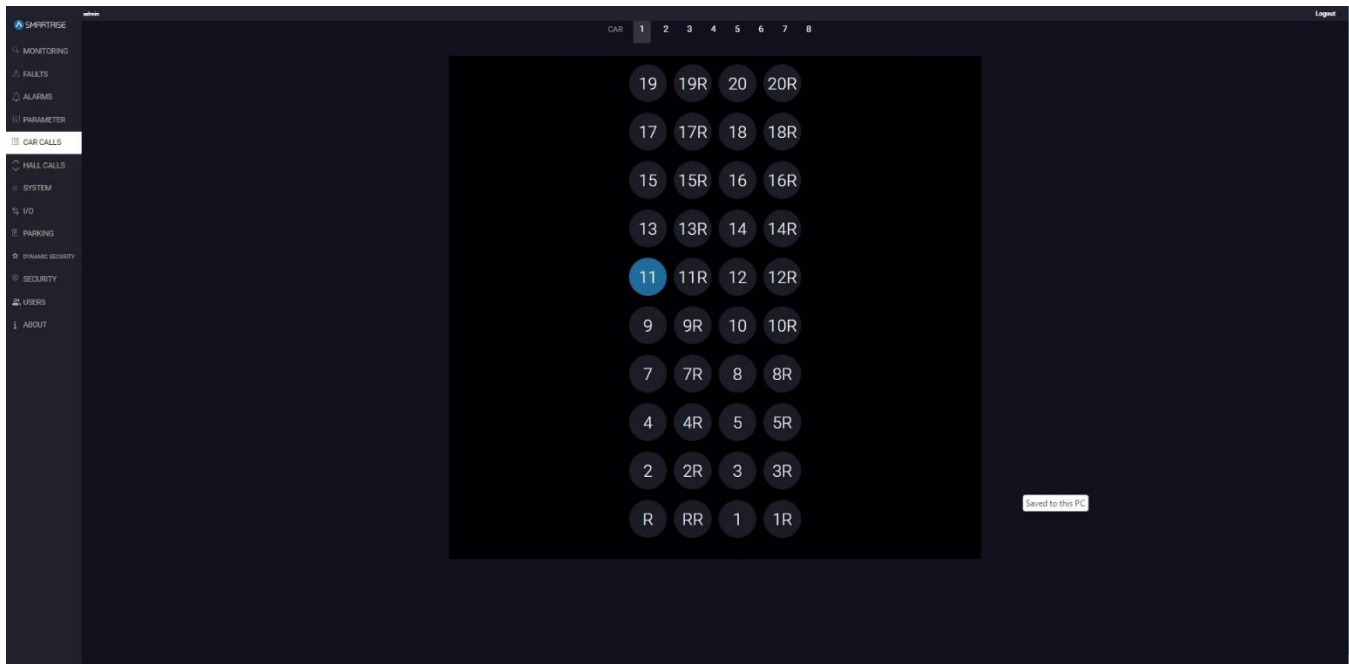 admin
Logout
SMARTRISE
CAR 1 2 3 4 5 6 7 8
MONITORING
FAULTS
ALARMS
PARAMETER
CAR CALLS
HALL CALLS
SYSTEM
I/O
PARKING
DYNAMIC SECURITY
SECURITY
USERS
ABOUT
19 19R 20 20R
17 17R 18 18R
15 15R 16 16R
13 13R 14 14R
11 11R 12 12R
9 9R 10 10R
7 7R 8 8R
4 4R 5 5R
2 2R 3 3R
R RR 1 1R
Saved to this PC